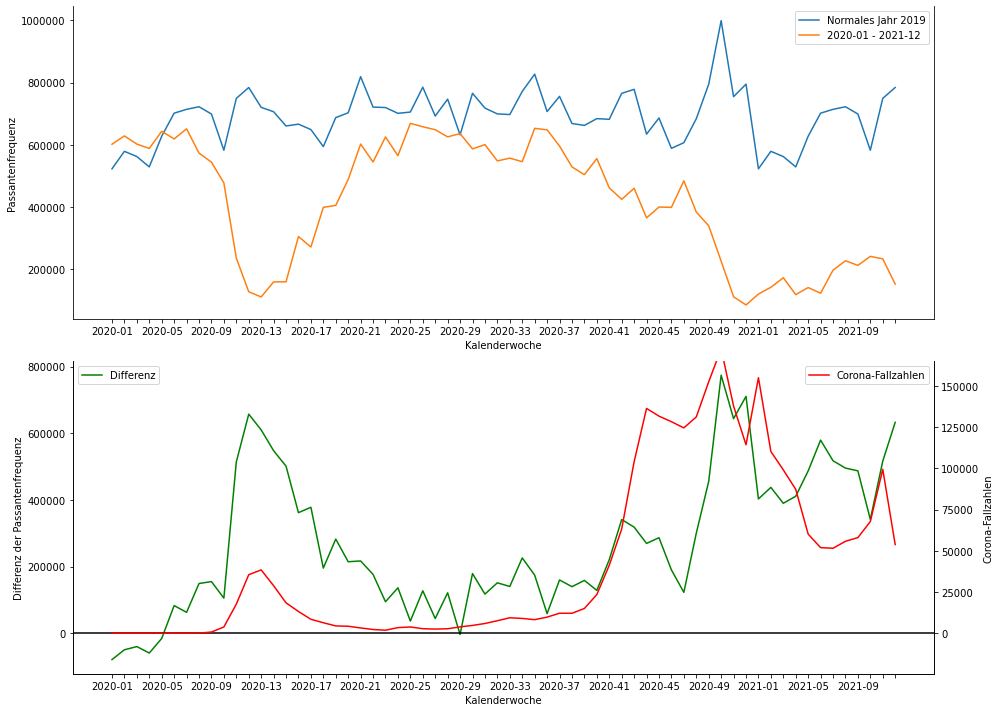 1000000
800000
600000
400000
200000
Passantenfrequenz
Normales Jahr 2019
2020-01 - 2021-12
2020-01 2020-05 2020-09 2020-13 2020-17 2020-21 2020-25 2020-29 2020-33 2020-37 2020-41 2020-45 2020-49 2021-01 2021-05 2021-09
Kalenderwoche
800000
600000
400000
200000
0
Differenz der Passantenfrequenz
Differenz
Corona-Fallzahlen
150000
125000
100000
75000
50000
25000
0
Corona-Fallzahlen
2020-01 2020-05 2020-09 2020-13 2020-17 2020-21 2020-25 2020-29 2020-33 2020-37 2020-41 2020-45 2020-49 2021-01 2021-05 2021-09
Kalenderwoche